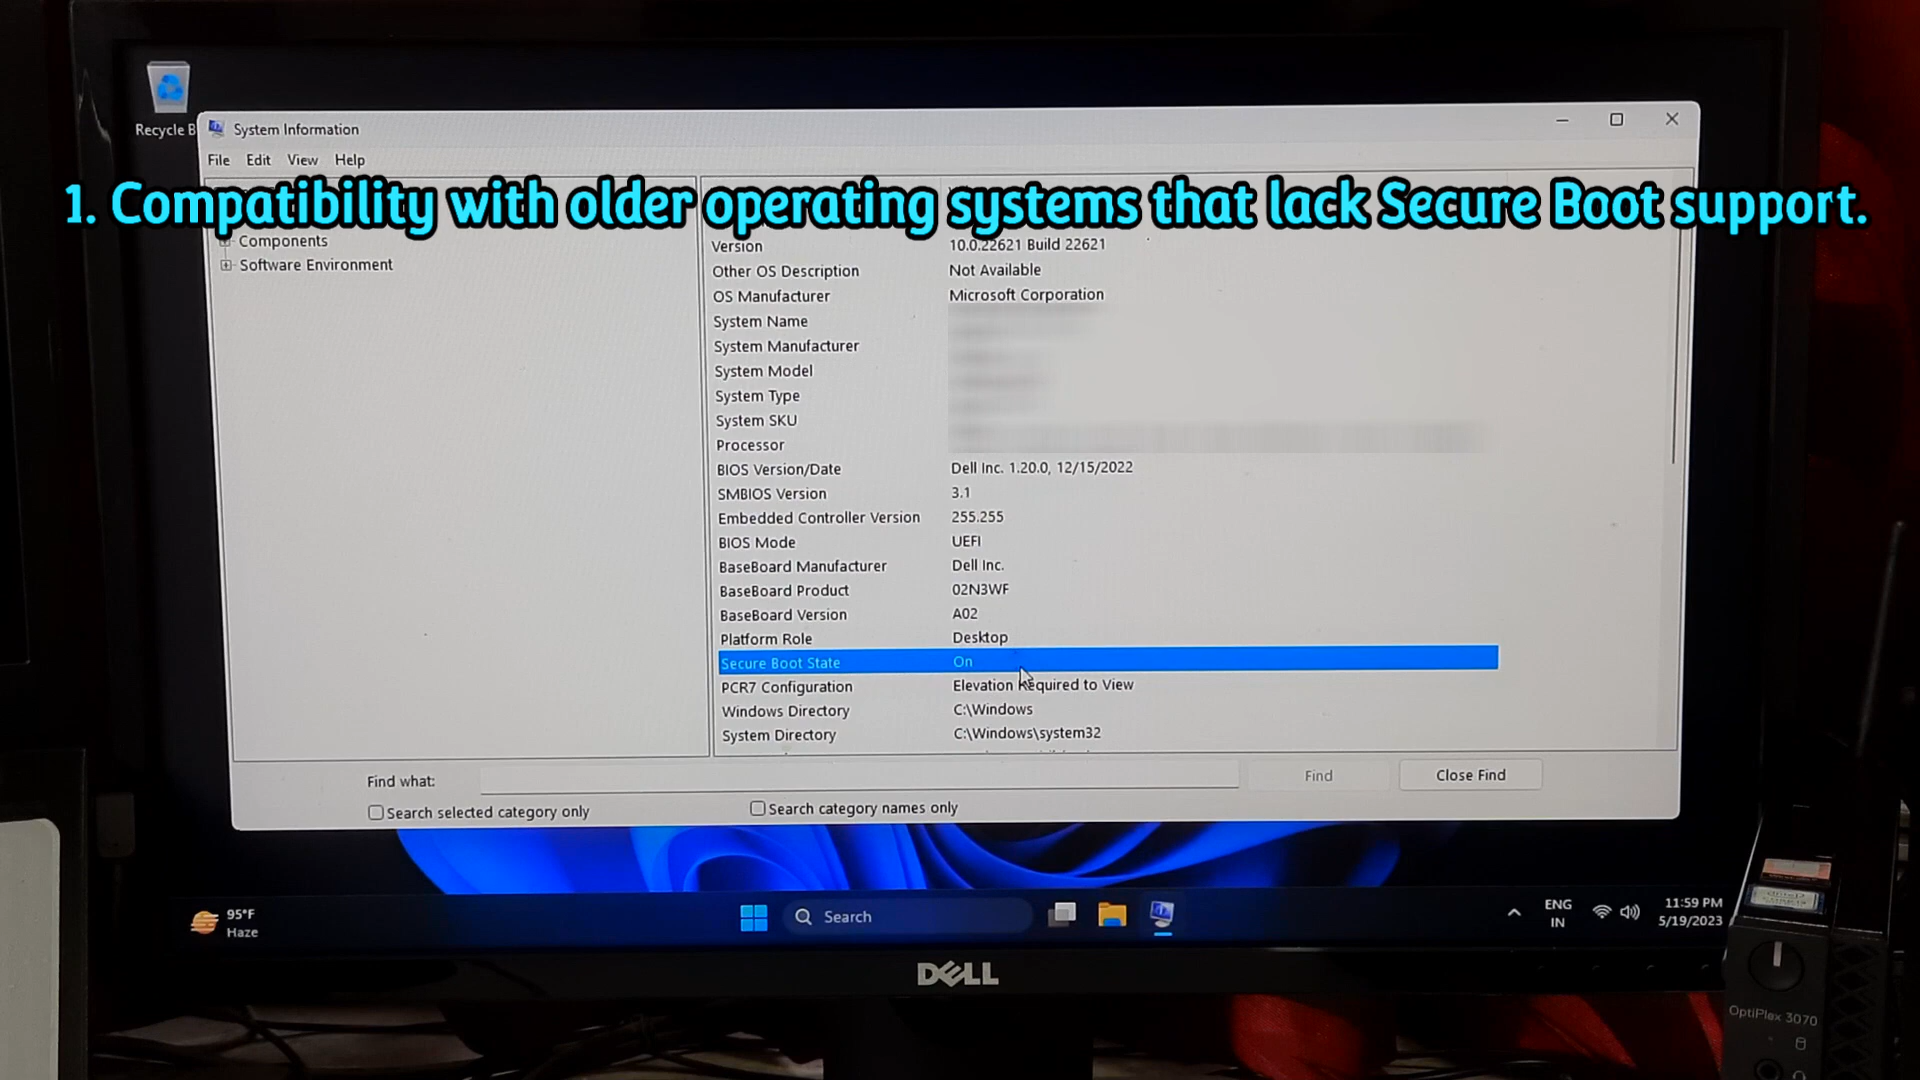 Recycle B
System Information
File Edit View Help
1. Compatibility with older operating systems that lack Secure Boot support.
Components
Software Environment
Version 10.0.22621 Build 22621
Other OS Description Not Available
OS Manufacturer Microsoft Corporation
System Name
System Manufacturer
System Model
System Type
System SKU
Processor
BIOS Version/Date Dell Inc. 1.20.0, 12/15/2022
SMBIOS Version 3.1
Embedded Controller Version 255.255
BIOS Mode UEFI
BaseBoard Manufacturer Dell Inc.
BaseBoard Product 02N3WF
BaseBoard Version A02
Platform Role Desktop
Secure Boot State On
PCR7 Configuration Elevation Required to View
Windows Directory C:\Windows
System Directory C:\Windows\system32
Find what: Find Close Find
Search selected category only Search category names only
95°F
Haze
Search
ENG
IN
11:59 PM
5/19/2023
DELL
OptiPlex 3070